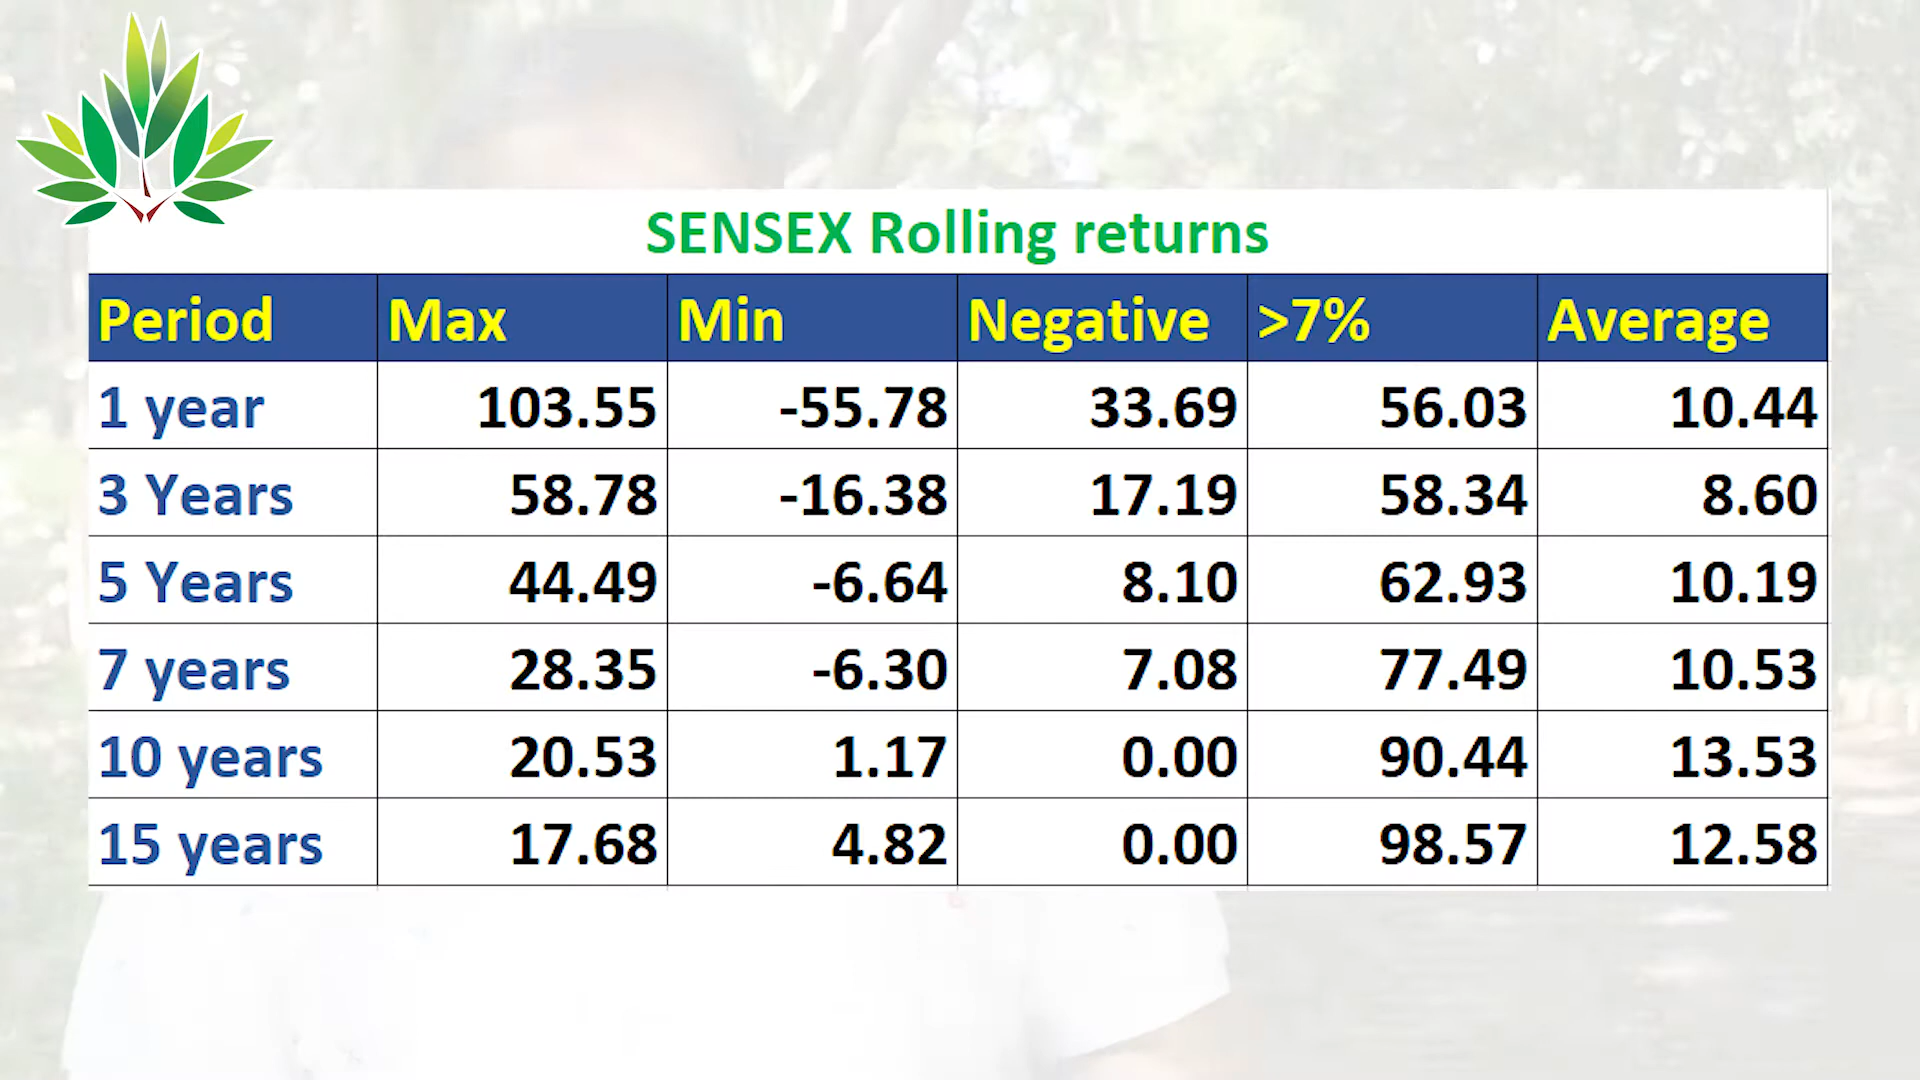 SENSEX Rolling returns
Period Max Min Negative >7% Average
1 year 103.55 -55.78 33.69 56.03 10.44
3 Years 58.78 -16.38 17.19 58.34 8.60
5 Years 44.49 -6.64 8.10 62.93 10.19
7 years 28.35 -6.30 7.08 77.49 10.53
10 years 20.53 1.17 0.00 90.44 13.53
15 years 17.68 4.82 0.00 98.57 12.58